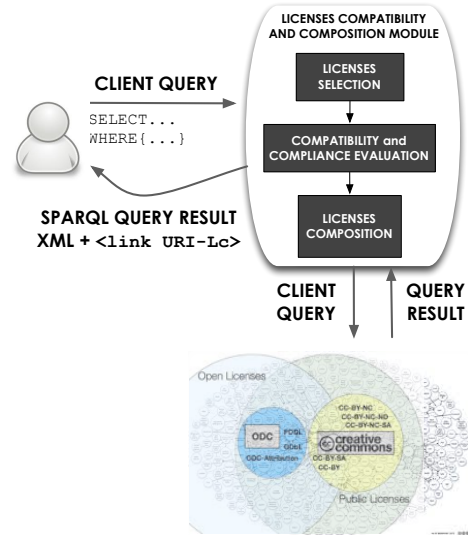 LICENSES COMPATIBILITY
AND COMPOSITION MODULE
LICENSES
SELECTION
COMPATIBILITY and
COMPLIANCE EVALUATION
LICENSES
COMPOSITION
CLIENT QUERY
SELECT...
WHERE{...}
SPARQL QUERY RESULT
XML + <link URI-Lc>
CLIENT
QUERY
QUERY
RESULT
Open Licenses
ODC
ODC-Attribution
CC-BY-NC
CC-BY-NC-ND
CC-BY-NC-SA
creative
commons
CC-BY-SA
CC-BY
Public Licenses